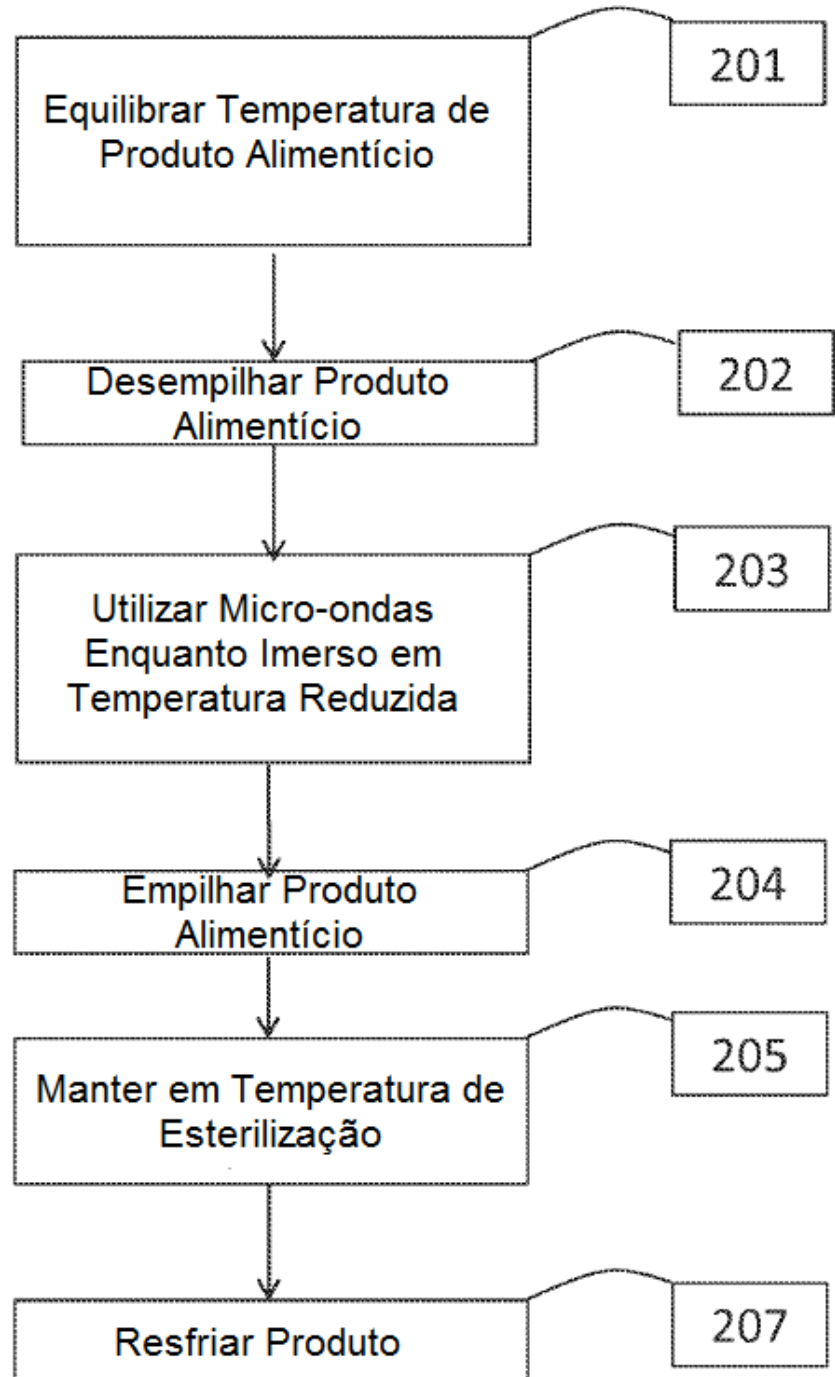 201
Equilibrar Temperatura de
Produto Alimentício
202
Desempilhar Produto
Alimentício
203
Utilizar Micro-ondas
Enquanto Imerso em
Temperatura Reduzida
204
Empilhar Produto
Alimentício
205
Manter em Temperatura de
Esterilização
207
Resfriar Produto